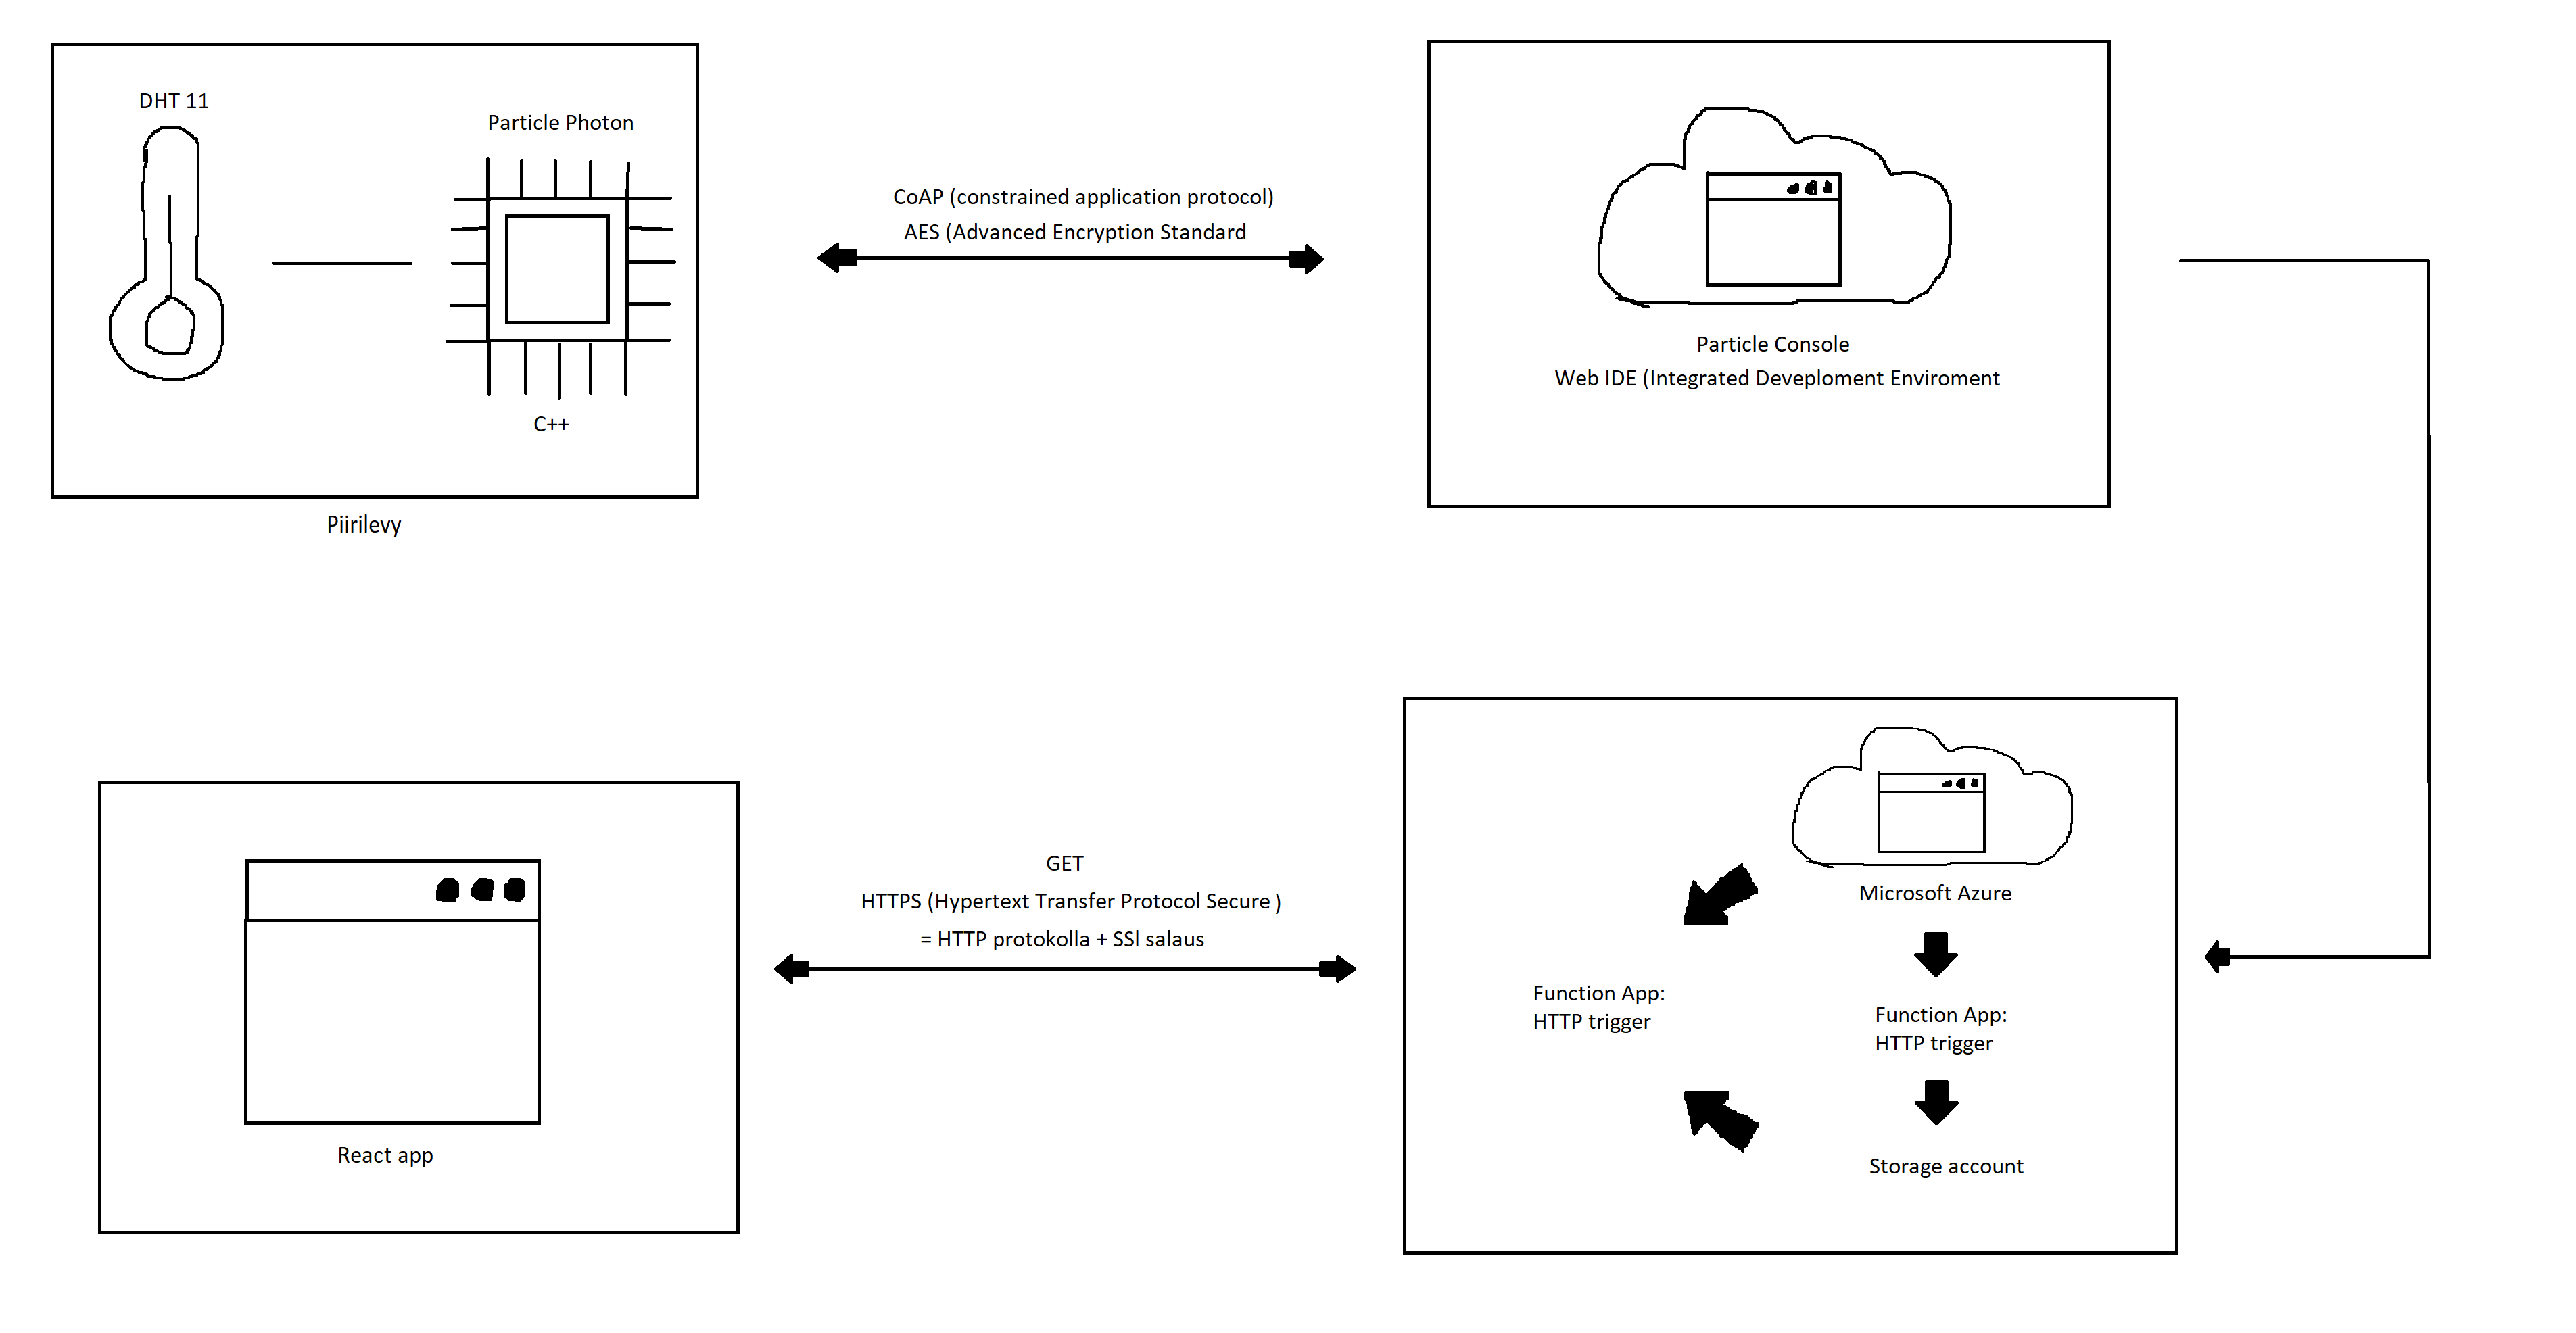 DHT 11
Particle Photon
C++
Piirilevy
CoAP (constrained application protocol)
AES (Advanced Encryption Standard
Particle Console
Web IDE (Integrated Deveploment Enviroment
React app
GET
HTTPS (Hypertext Transfer Protocol Secure )
= HTTP protokolla + SSl salaus
Microsoft Azure
Function App:
HTTP trigger
Function App:
HTTP trigger
Storage account